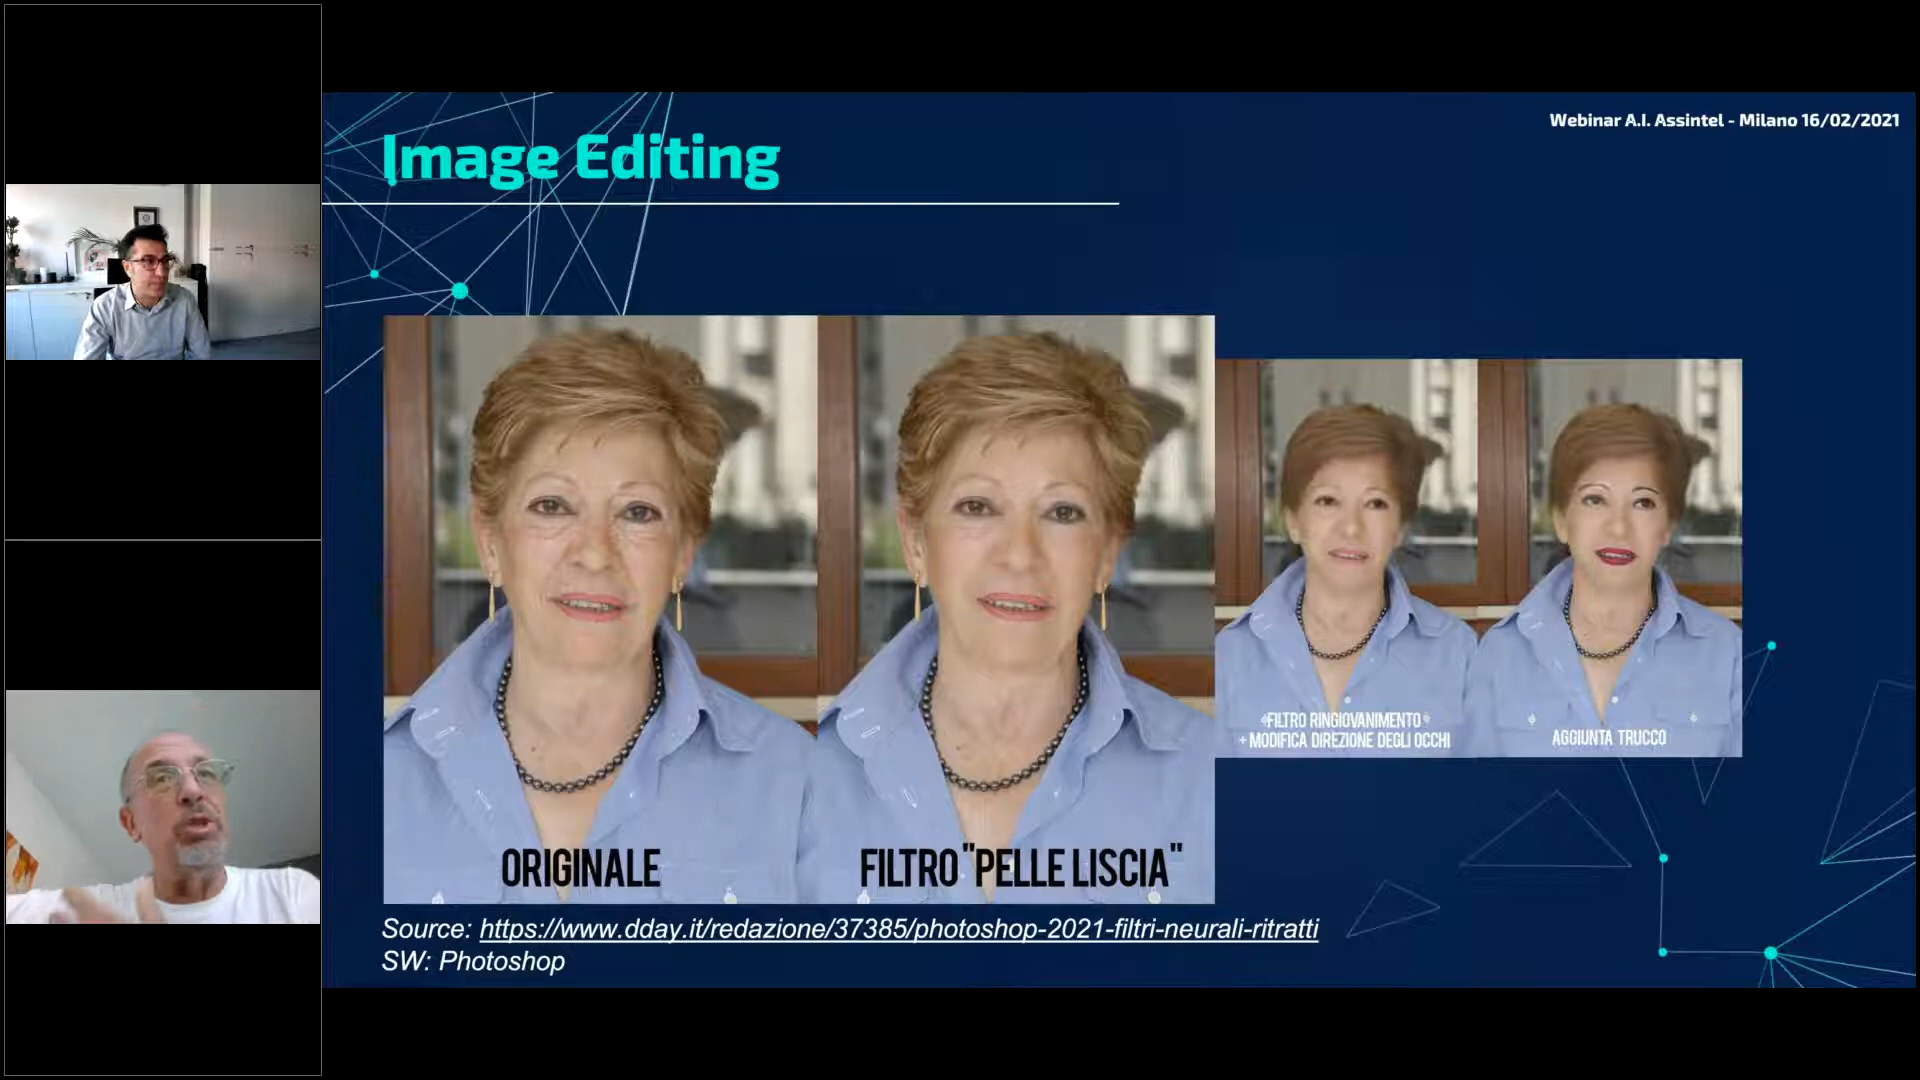 Webinar A.I. Assintel - Milano 16/02/2021
Image Editing
ORIGINALE
FILTRO "PELLE LISCIA"
+FILTRO RINGIOVANIMENTO+
+ MODIFICA DIREZIONE DEGLI OCCHI
AGGIUNTA TRUCCO
Source: https://www.dday.it/redazione/37385/photoshop-2021-filtri-neurali-ritratti
SW: Photoshop